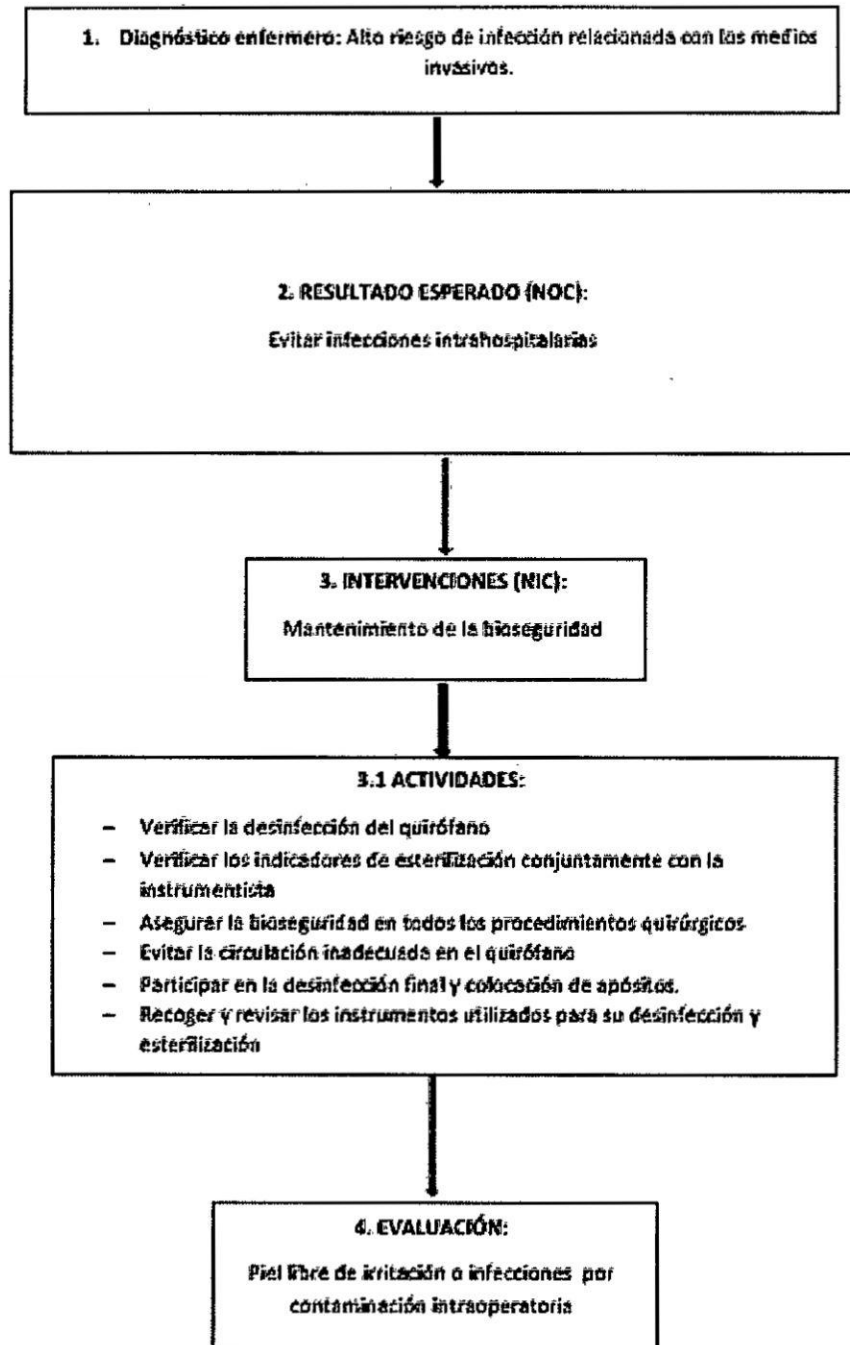 1. Diagnóstico enfermero: Alto riesgo de infección relacionada con los medios
invasivos.
2. RESULTADO ESPERADO (NOC):
Evitar infecciones intrahospitalarias
3. INTERVENCIONES (NIC):
Mantenimiento de la bioseguridad
3.1 ACTIVIDADES:
– Verificar la desinfección del quirófano
– Verificar los indicadores de esterilización conjuntamente con la
instrumentista
– Asegurar la bioseguridad en todos los procedimientos quirúrgicos
– Evitar la circulación inadecuada en el quirófano
– Participar en la desinfección final y colocación de apósitos.
– Recoger y revisar los instrumentos utilizados para su desinfección y
esterilización
4. EVALUACIÓN:
Piel libre de irritación o infecciones por
contaminación intraoperatoria